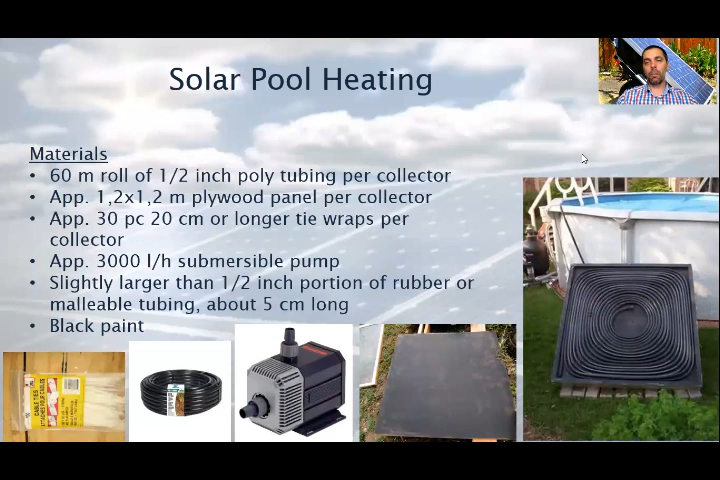 Solar Pool Heating
Materials
• 60 m roll of 1/2 inch poly tubing per collector
• App. 1,2x1,2 m plywood panel per collector
• App. 30 pc 20 cm or longer tie wraps per
collector
• App. 3000 l/h submersible pump
• Slightly larger than 1/2 inch portion of rubber or
malleable tubing, about 5 cm long
• Black paint
CABLE TIES